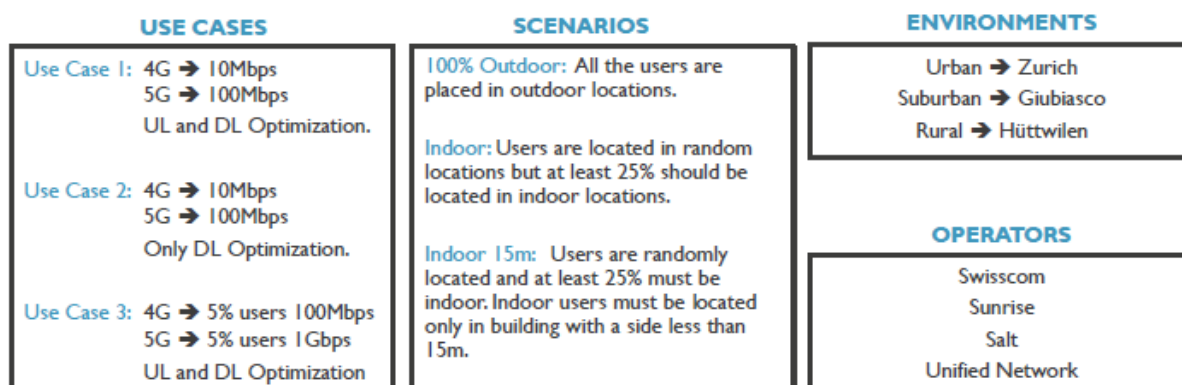 USE CASES
Use Case 1: 4G ➔ 10Mbps
5G ➔ 100Mbps
UL and DL Optimization.
Use Case 2: 4G ➔ 10Mbps
5G ➔ 100Mbps
Only DL Optimization.
Use Case 3: 4G ➔ 5% users 100Mbps
5G ➔ 5% users 1Gbps
UL and DL Optimization
SCENARIOS
100% Outdoor: All the users are
placed in outdoor locations.
Indoor: Users are located in random
locations but at least 25% should be
located in indoor locations.
Indoor 15m: Users are randomly
located and at least 25% must be
indoor. Indoor users must be located
only in building with a side less than
15m.
ENVIRONMENTS
Urban ➔ Zurich
Suburban ➔ Giubiasco
Rural ➔ Hüttwilen
OPERATORS
Swisscom
Sunrise
Salt
Unified Network